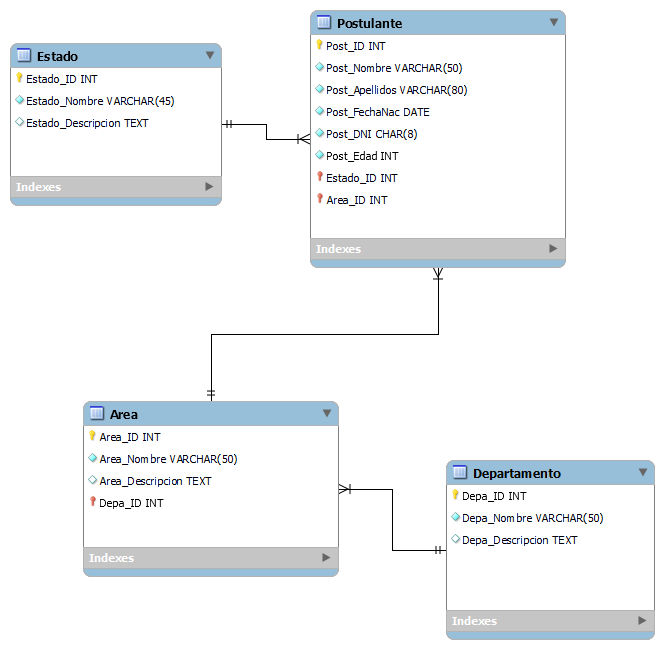 Estado
Estado_ID INT
Estado_Nombre VARCHAR(45)
Estado_Descripcion TEXT
Indexes
Postulante
Post_ID INT
Post_Nombre VARCHAR(50)
Post_Apellidos VARCHAR(80)
Post_FechaNac DATE
Post_DNI CHAR(8)
Post_Edad INT
Estado_ID INT
Area_ID INT
Indexes
Area
Area_ID INT
Area_Nombre VARCHAR(50)
Area_Descripcion TEXT
Depa_ID INT
Indexes
Departamento
Depa_ID INT
Depa_Nombre VARCHAR(50)
Depa_Descripcion TEXT
Indexes